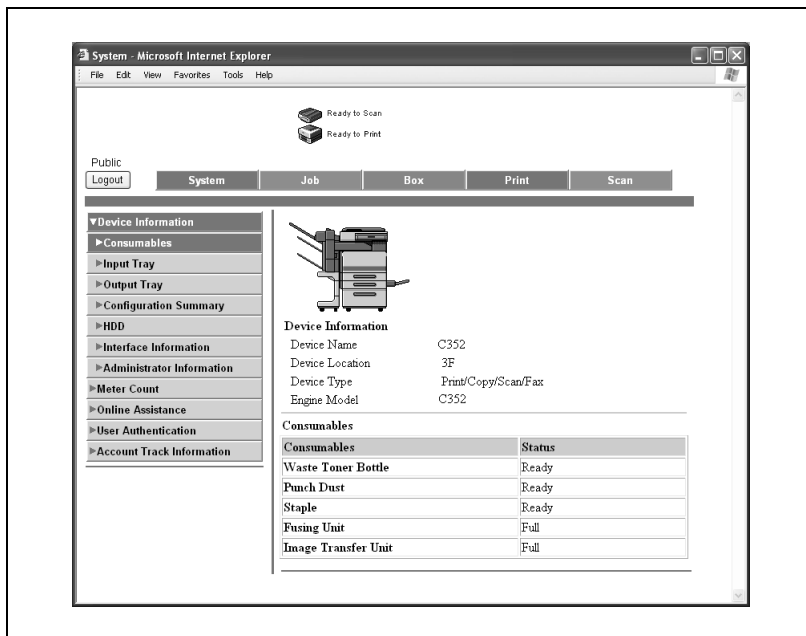 System - Microsoft Internet Explorer
File Edit View Favorites Tools Help
Ready to Scan
Ready to Print
Public
Logout System Job Box Print Scan
Device Information
Consumables
Input Tray
Output Tray
Configuration Summary
HDD
Interface Information
Administrator Information
Meter Count
Online Assistance
User Authentication
Account Track Information
Device Information
Device Name C352
Device Location 3F
Device Type Print/Copy/Scan/Fax
Engine Model C352
Consumables
Consumables Status
Waste Toner Bottle Ready
Punch Dust Ready
Staple Ready
Fusing Unit Full
Image Transfer Unit Full